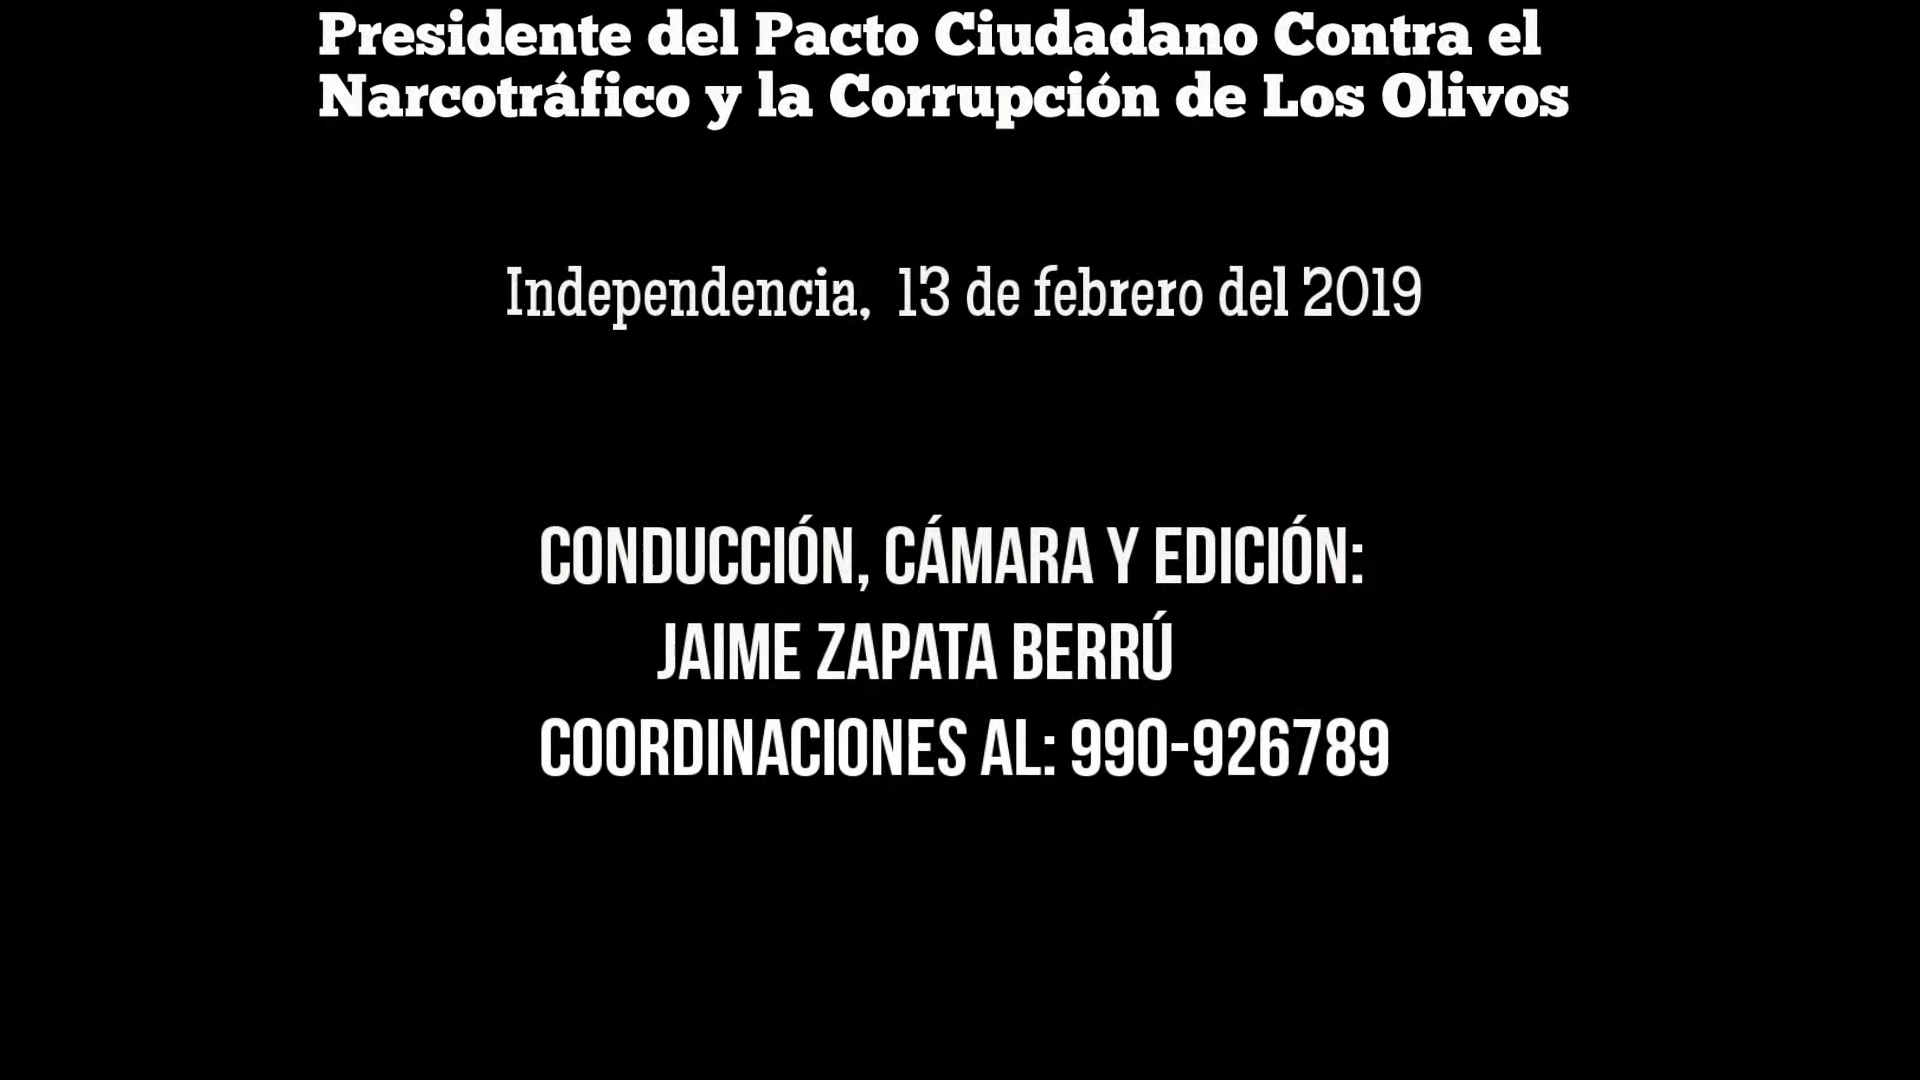 Presidente del Pacto Ciudadano Contra el
Narcotráfico y la Corrupción de Los Olivos
Independencia, 13 de febrero del 2019
CONDUCCIÓN, CÁMARA Y EDICIÓN:
JAIME ZAPATA BERRÚ
COORDINACIONES AL: 990-926789